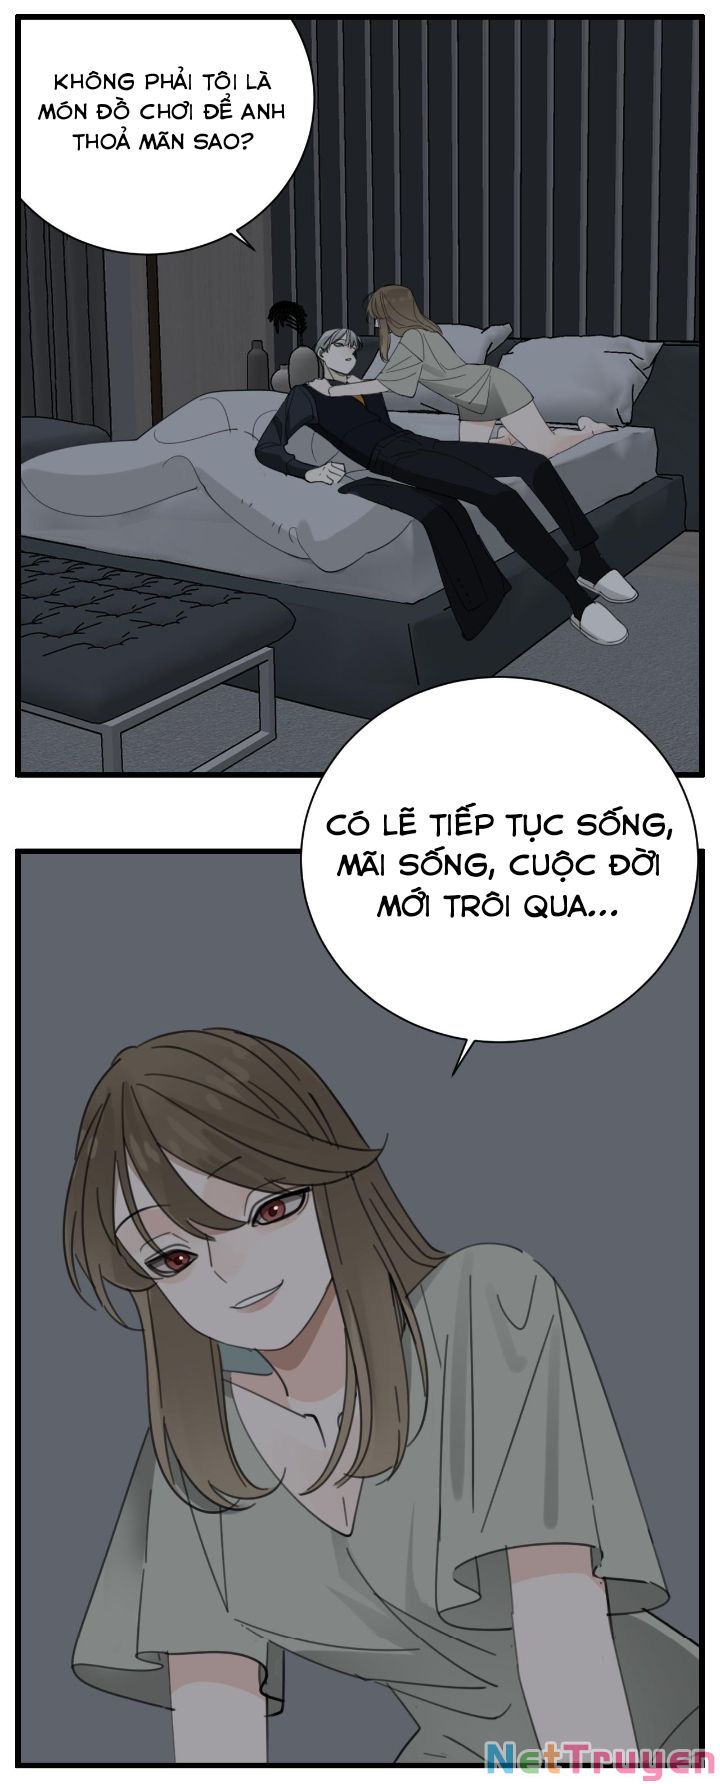 KHÔNG PHẢI TÔI LÀ
MÓN ĐỒ CHƠI ĐỂ ANH
THOẢ MÃN SAO?
CÓ LẼ TIẾP TỤC SỐNG,
MÃI SỐNG, CUỘC ĐỜI
MỚI TRÔI QUA...
NetTruyen